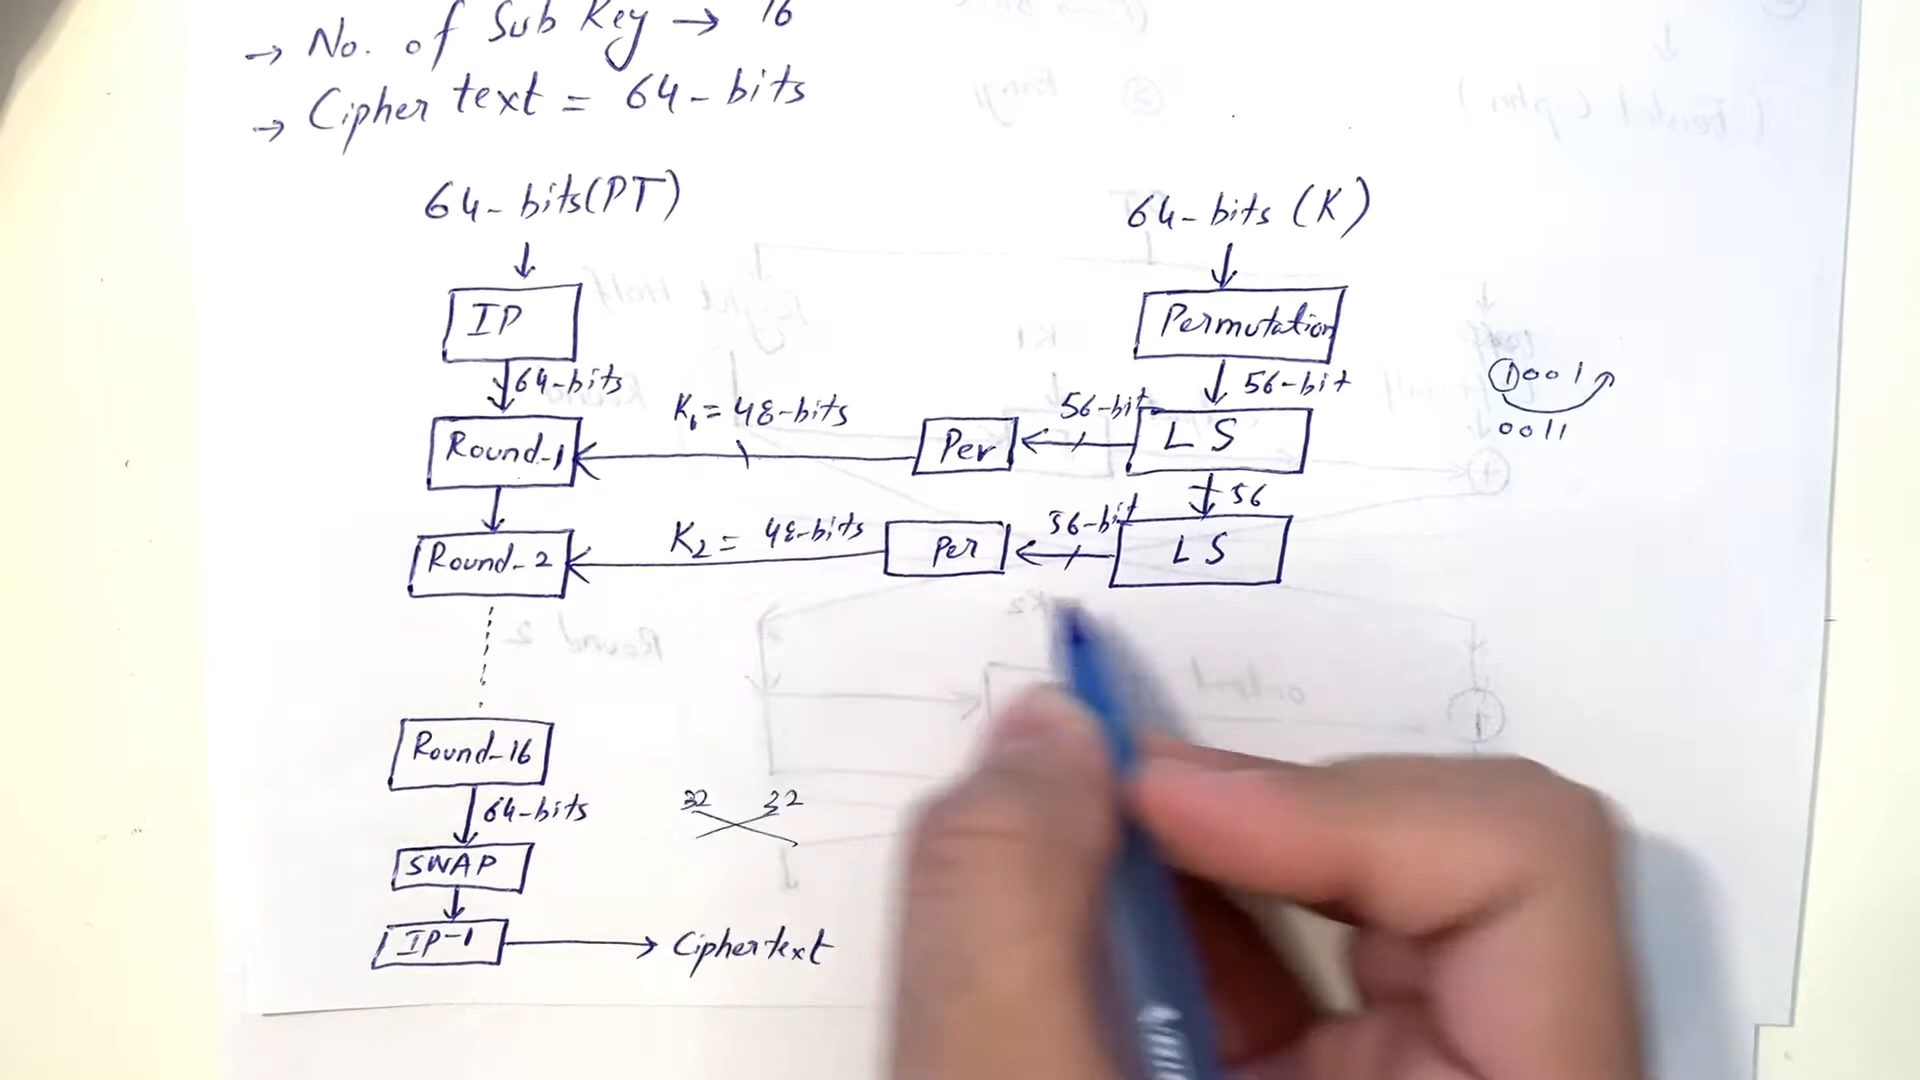 → No. of Sub Key → 16
→ Cipher text = 64-bits
64-bits(PT)
64-bits (K)
IP
Permutation
64-bits
56-bit
1001
0011
K1 = 48-bits
56-bit
Round-1
Per
LS
56
K2 = 48-bits
56-bit
Round-2
Per
LS
Round-16
64-bits
32 32
SWAP
IP-1
Ciphertext